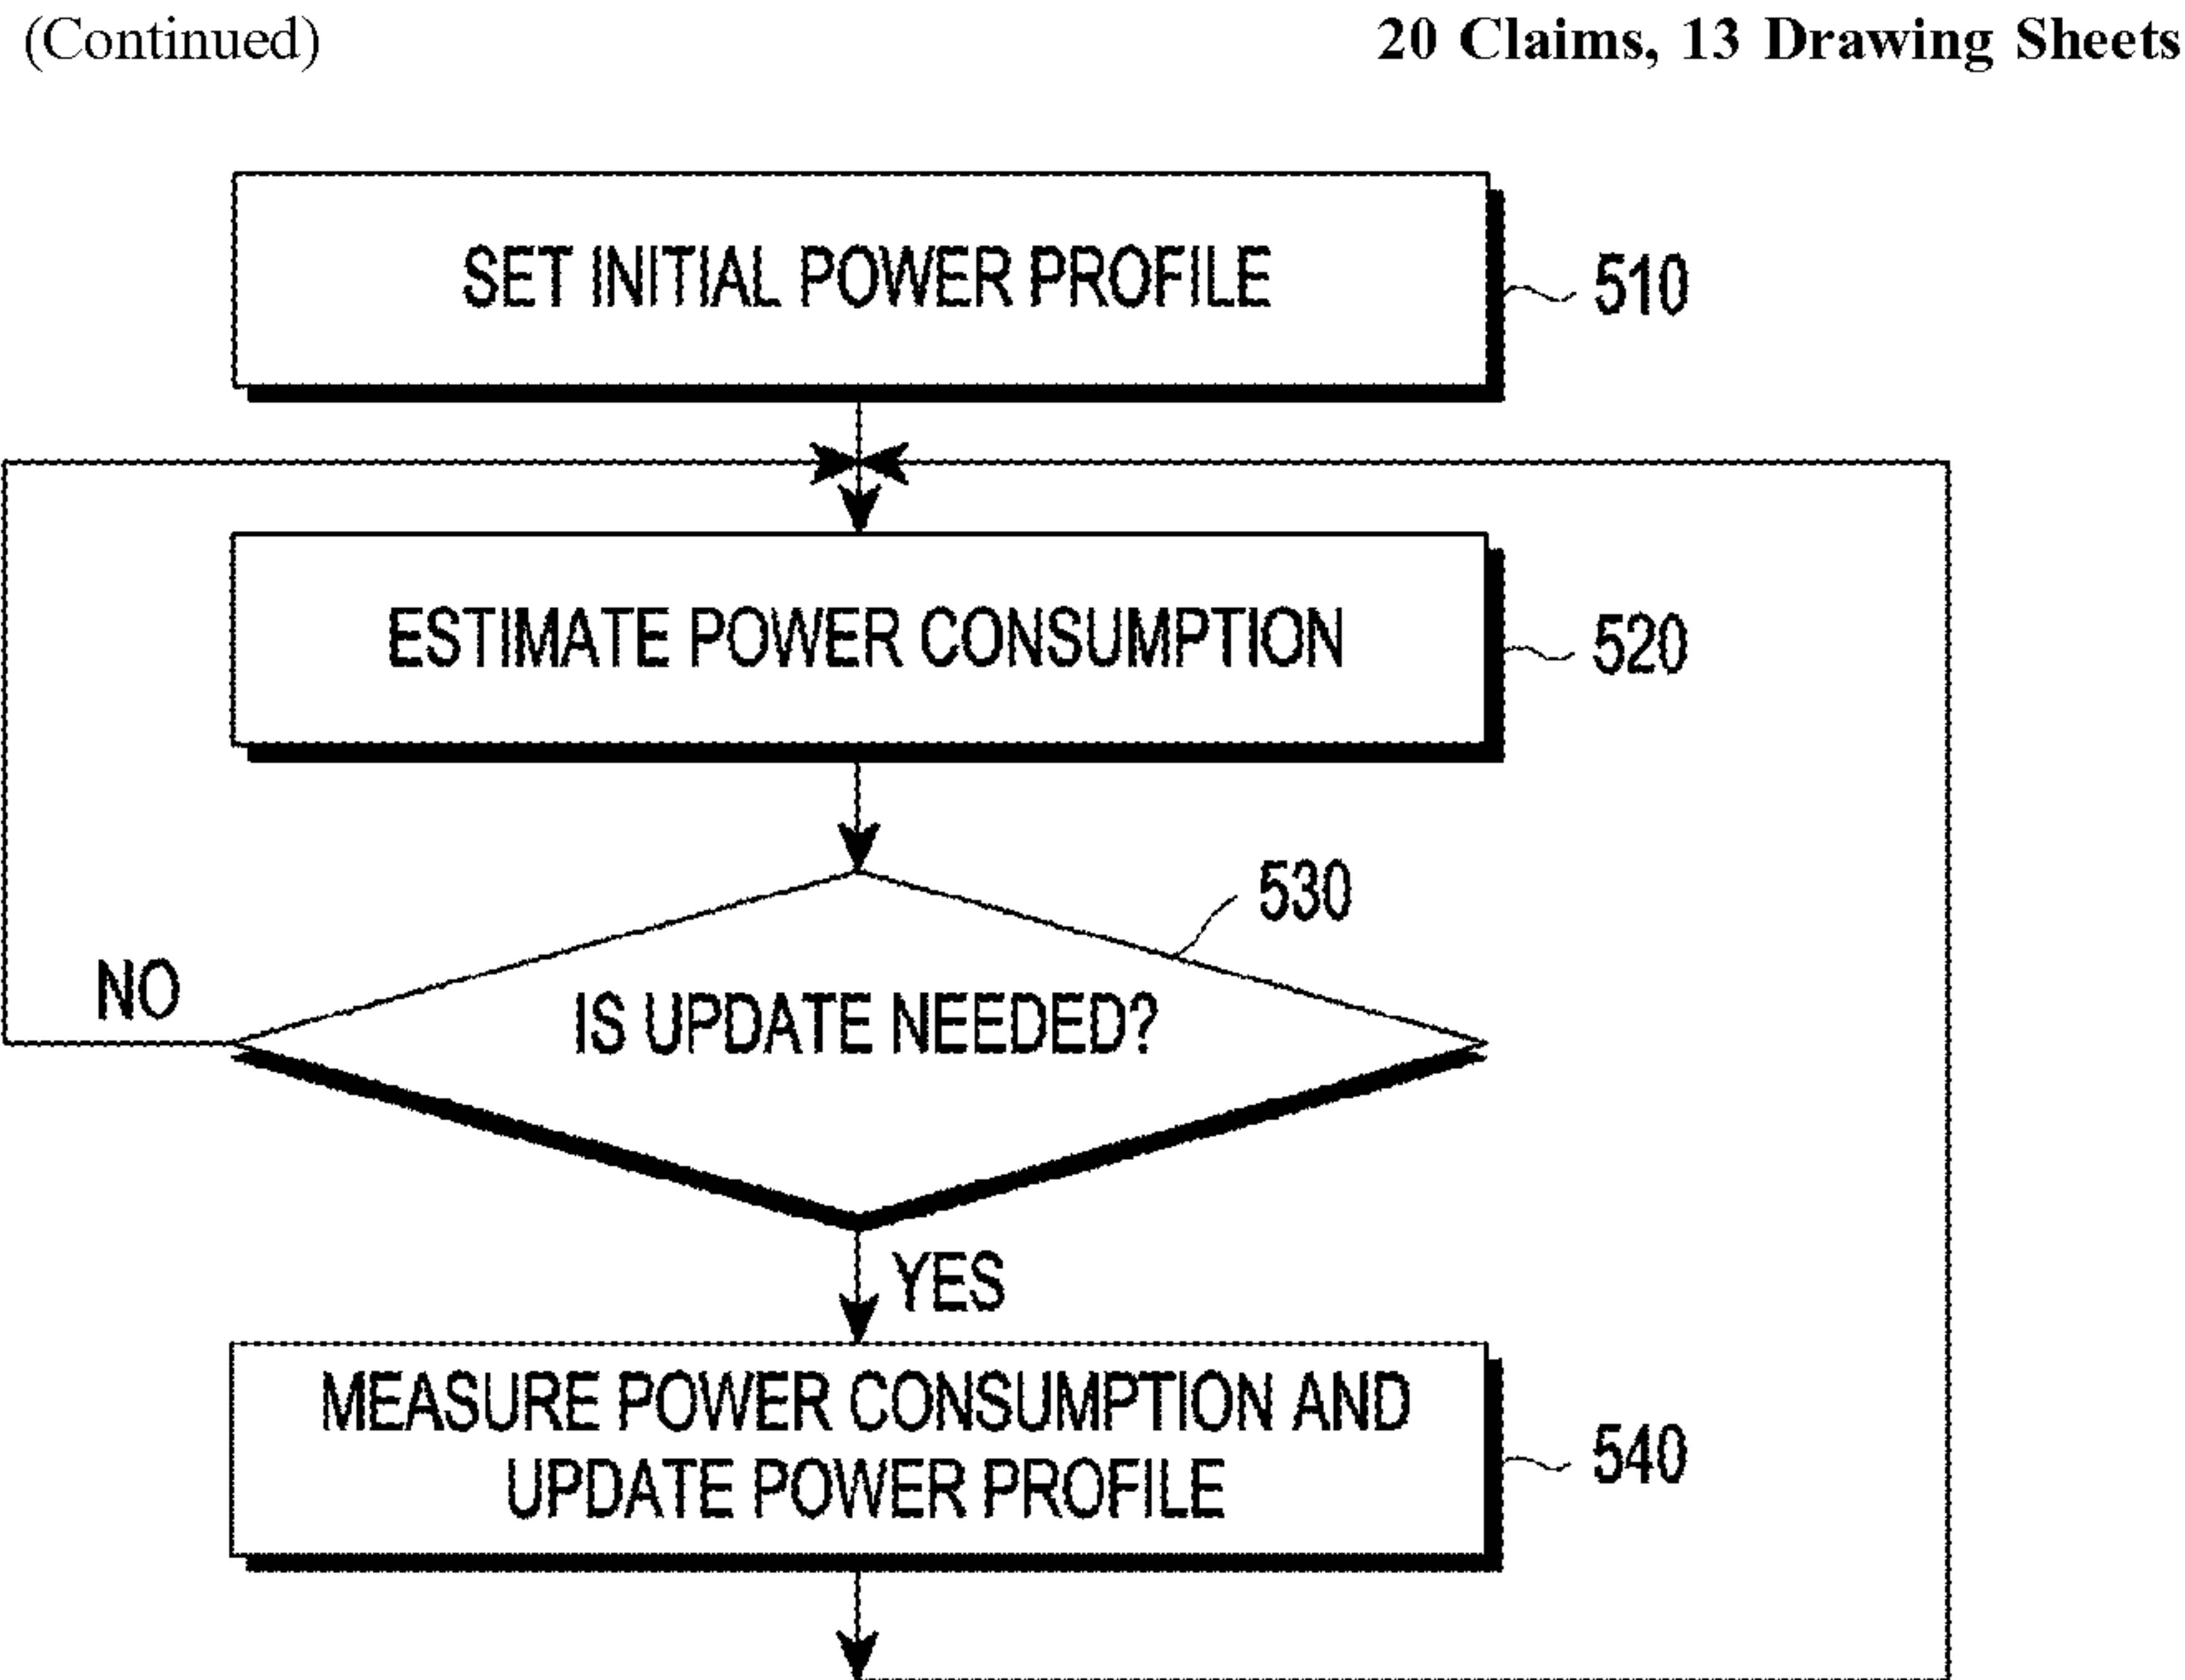 (Continued)
20 Claims, 13 Drawing Sheets
SET INITIAL POWER PROFILE
510
ESTIMATE POWER CONSUMPTION
520
530
NO
IS UPDATE NEEDED?
YES
MEASURE POWER CONSUMPTION AND
UPDATE POWER PROFILE
540